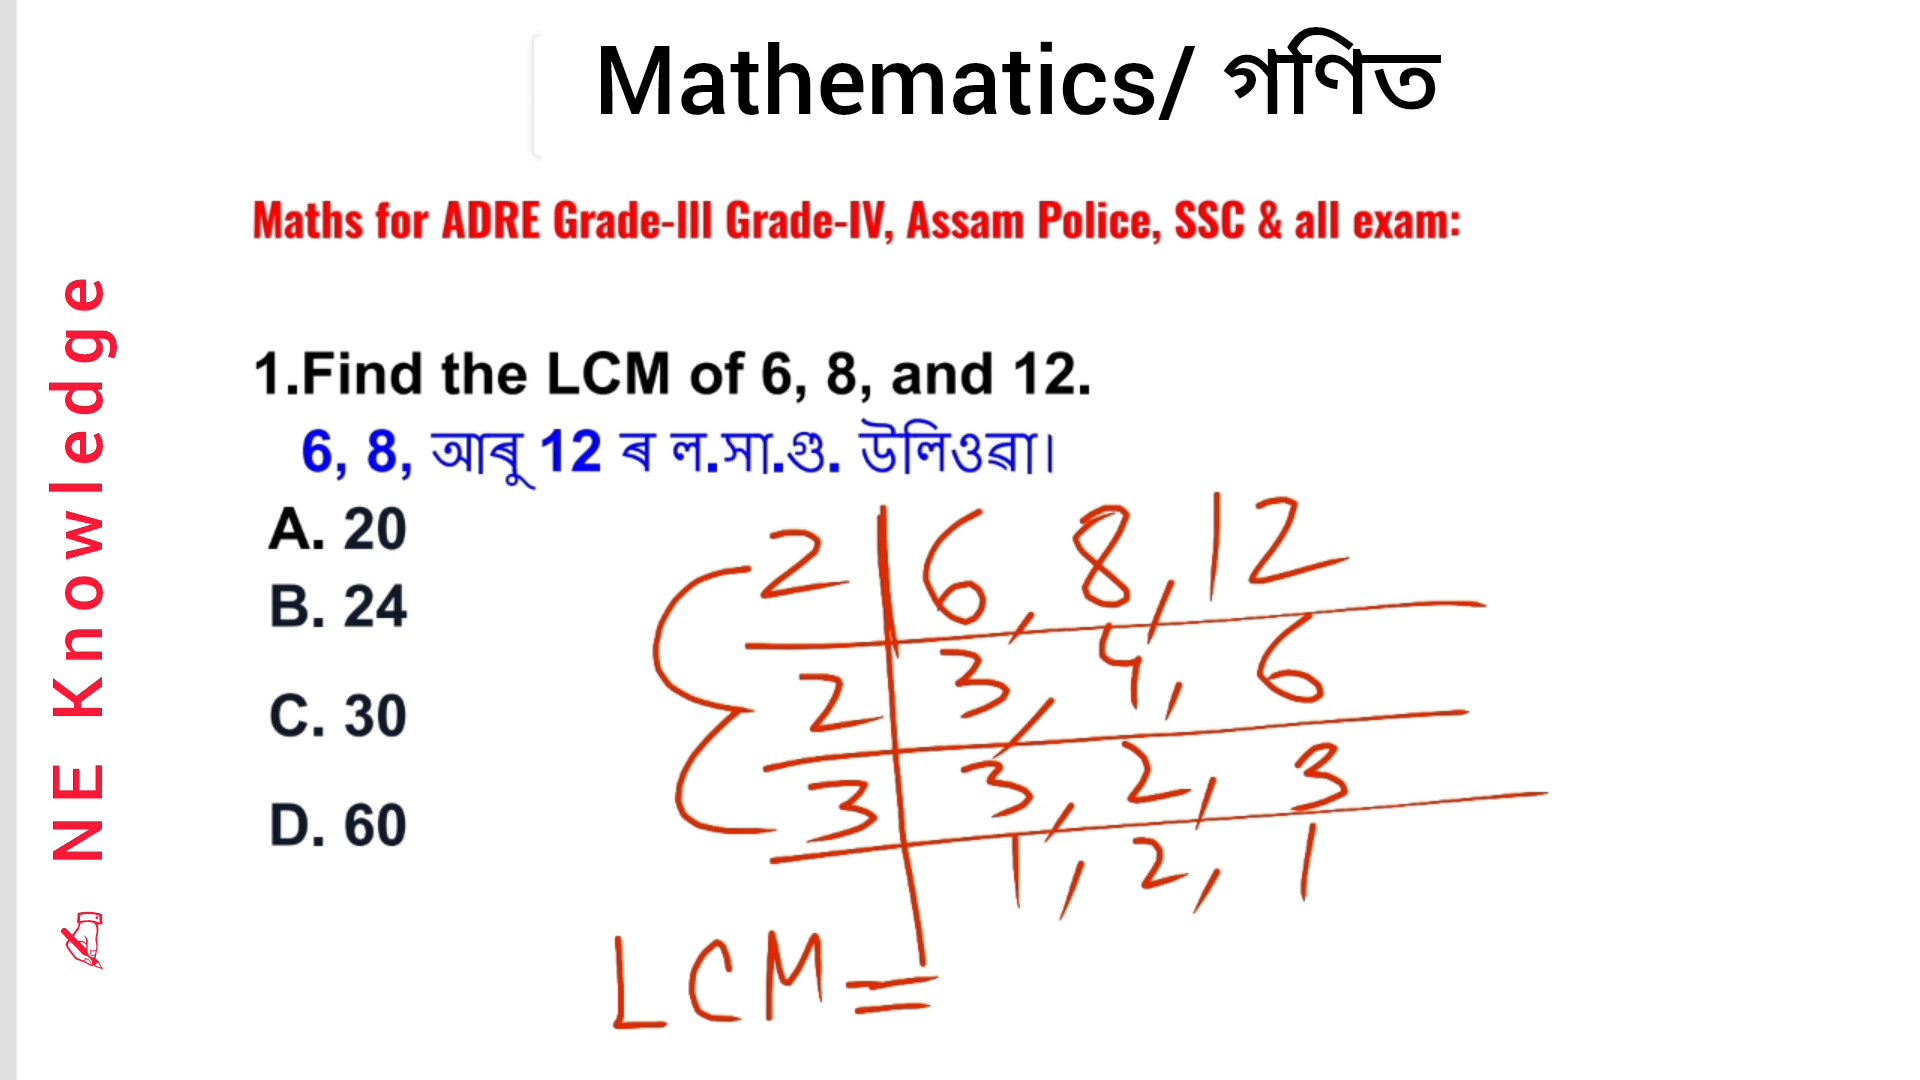 Mathematics/ গণিত
Maths for ADRE Grade-III Grade-IV, Assam Police, SSC & all exam:
✍ NE Knowledge
1.Find the LCM of 6, 8, and 12.
6, 8, আৰু 12 ৰ ল.সা.গু. উলিওৱা।
A. 20
B. 24
C. 30
D. 60
2 | 6, 8, 12
2 | 3, 4, 6
3 | 3, 2, 3
1, 2, 1
LCM =